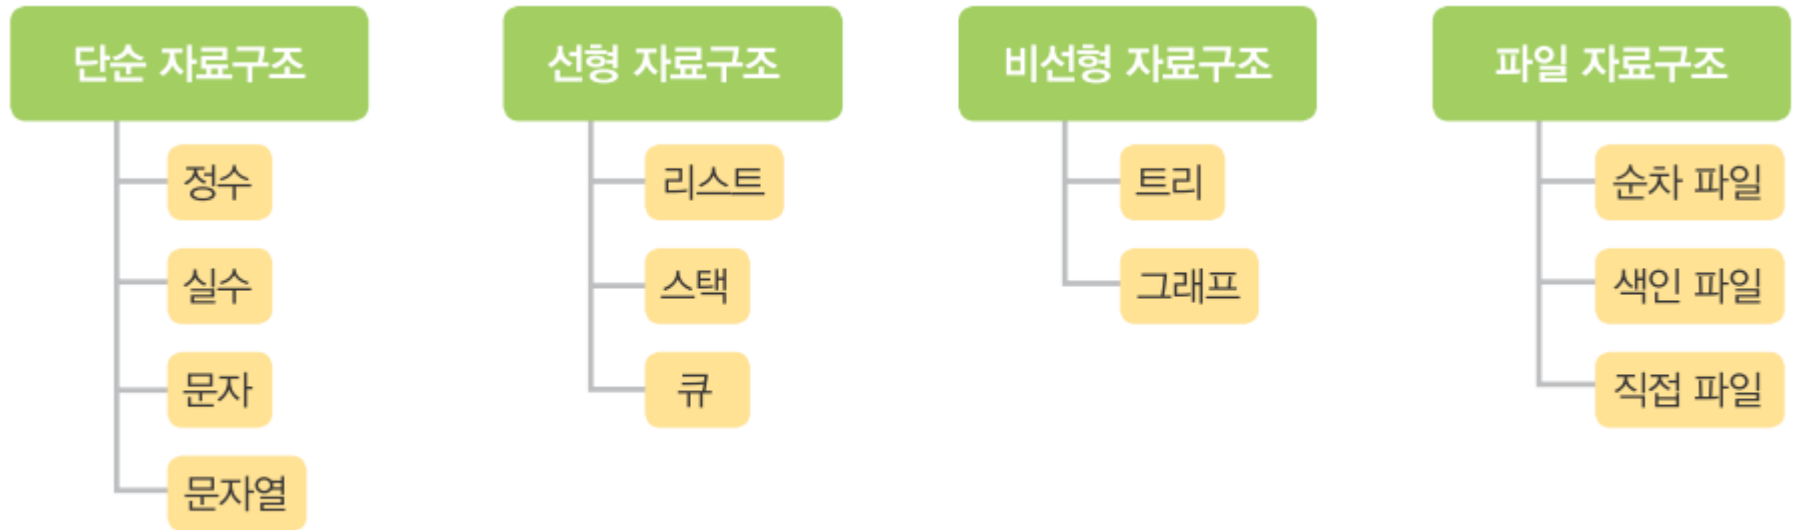 단순 자료구조
정수
실수
문자
문자열
선형 자료구조
리스트
스택
큐
비선형 자료구조
트리
그래프
파일 자료구조
순차 파일
색인 파일
직접 파일